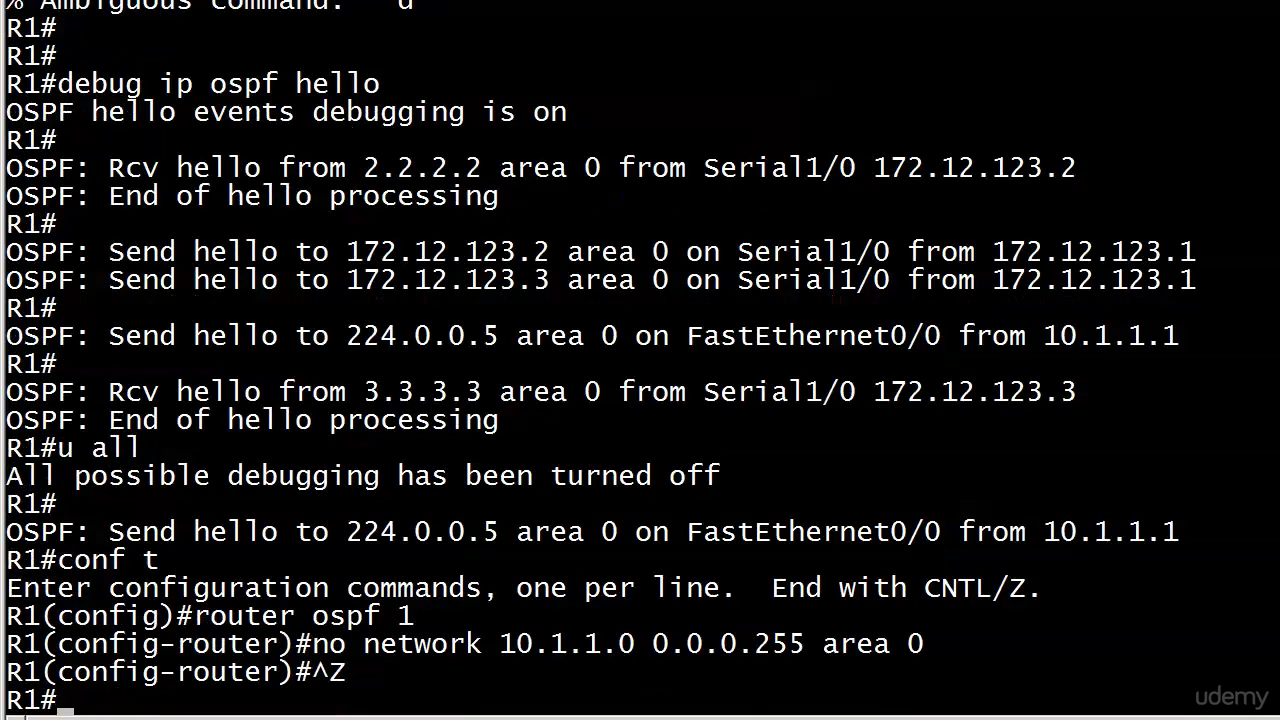 % Ambiguous command:  "d"
R1#
R1#
R1#debug ip ospf hello
OSPF hello events debugging is on
R1#
OSPF: Rcv hello from 2.2.2.2 area 0 from Serial1/0 172.12.123.2
OSPF: End of hello processing
R1#
OSPF: Send hello to 172.12.123.2 area 0 on Serial1/0 from 172.12.123.1
OSPF: Send hello to 172.12.123.3 area 0 on Serial1/0 from 172.12.123.1
R1#
OSPF: Send hello to 224.0.0.5 area 0 on FastEthernet0/0 from 10.1.1.1
R1#
OSPF: Rcv hello from 3.3.3.3 area 0 from Serial1/0 172.12.123.3
OSPF: End of hello processing
R1#u all
All possible debugging has been turned off
R1#
OSPF: Send hello to 224.0.0.5 area 0 on FastEthernet0/0 from 10.1.1.1
R1#conf t
Enter configuration commands, one per line.  End with CNTL/Z.
R1(config)#router ospf 1
R1(config-router)#no network 10.1.1.0 0.0.0.255 area 0
R1(config-router)#^Z
R1#
udemy